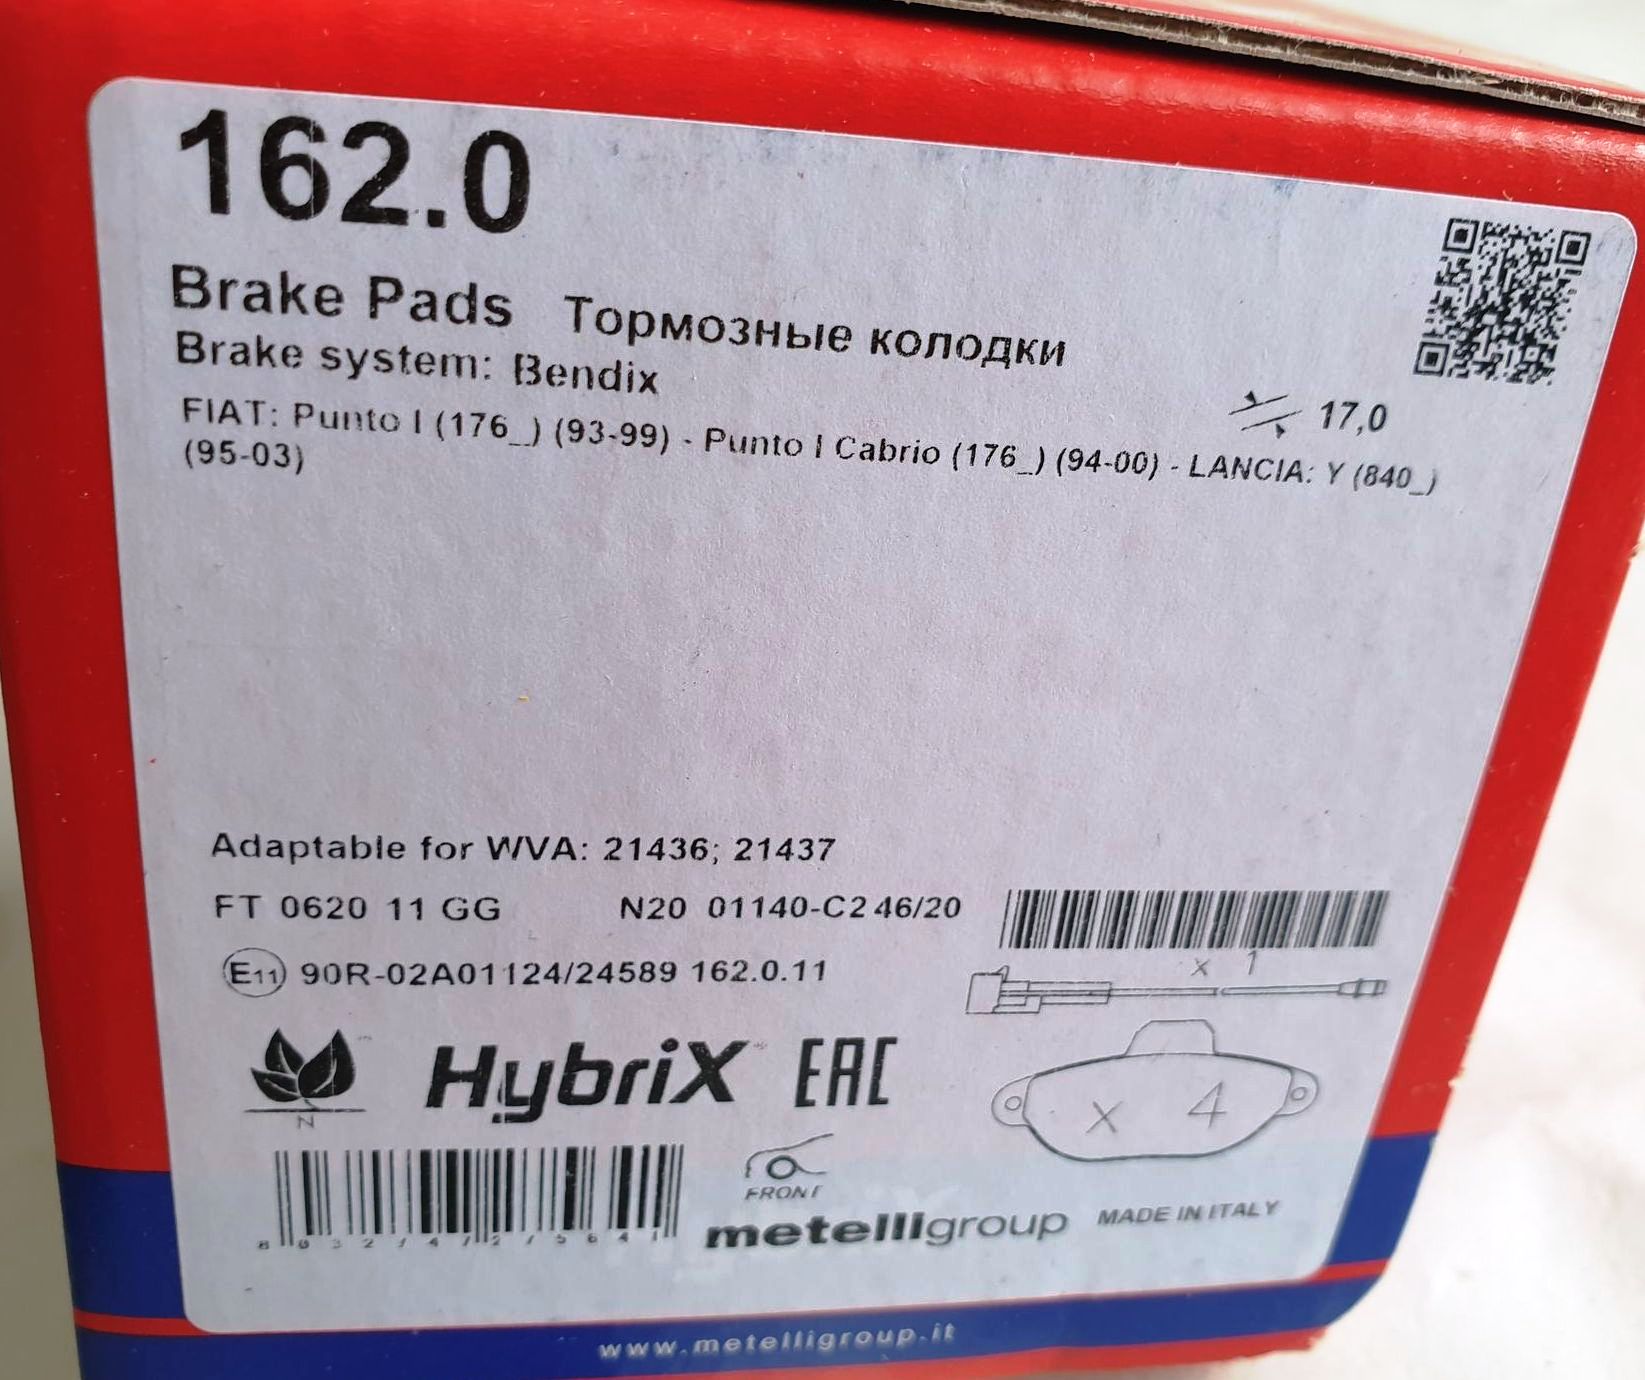 162.0
Brake Pads Тормозные колодки
Brake system: Bendix
17,0
FIAT: Punto I (176_) (93-99) - Punto I Cabrio (176_) (94-00) - LANCIA: Y (840_)
(95-03)
Adaptable for WVA: 21436; 21437
FT 0620 11 GG N20 01140-C2 46/20
E11 90R-02A01124/24589 162.0.11
x 1
N
HybriX EAC
x 4
FRONT
metelligroup MADE IN ITALY
www.metelligroup.it